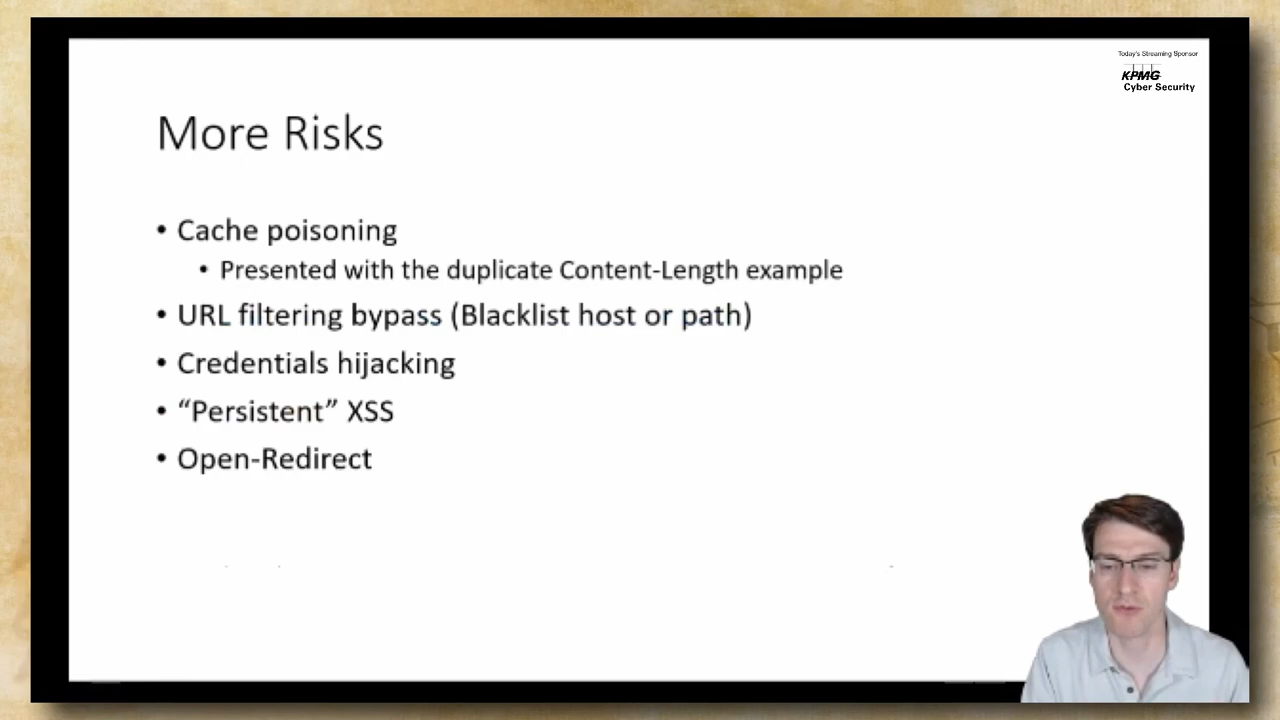 Today's Streaming Sponsor
KPMG
Cyber Security
More Risks
• Cache poisoning
• Presented with the duplicate Content-Length example
• URL filtering bypass (Blacklist host or path)
• Credentials hijacking
• “Persistent” XSS
• Open-Redirect